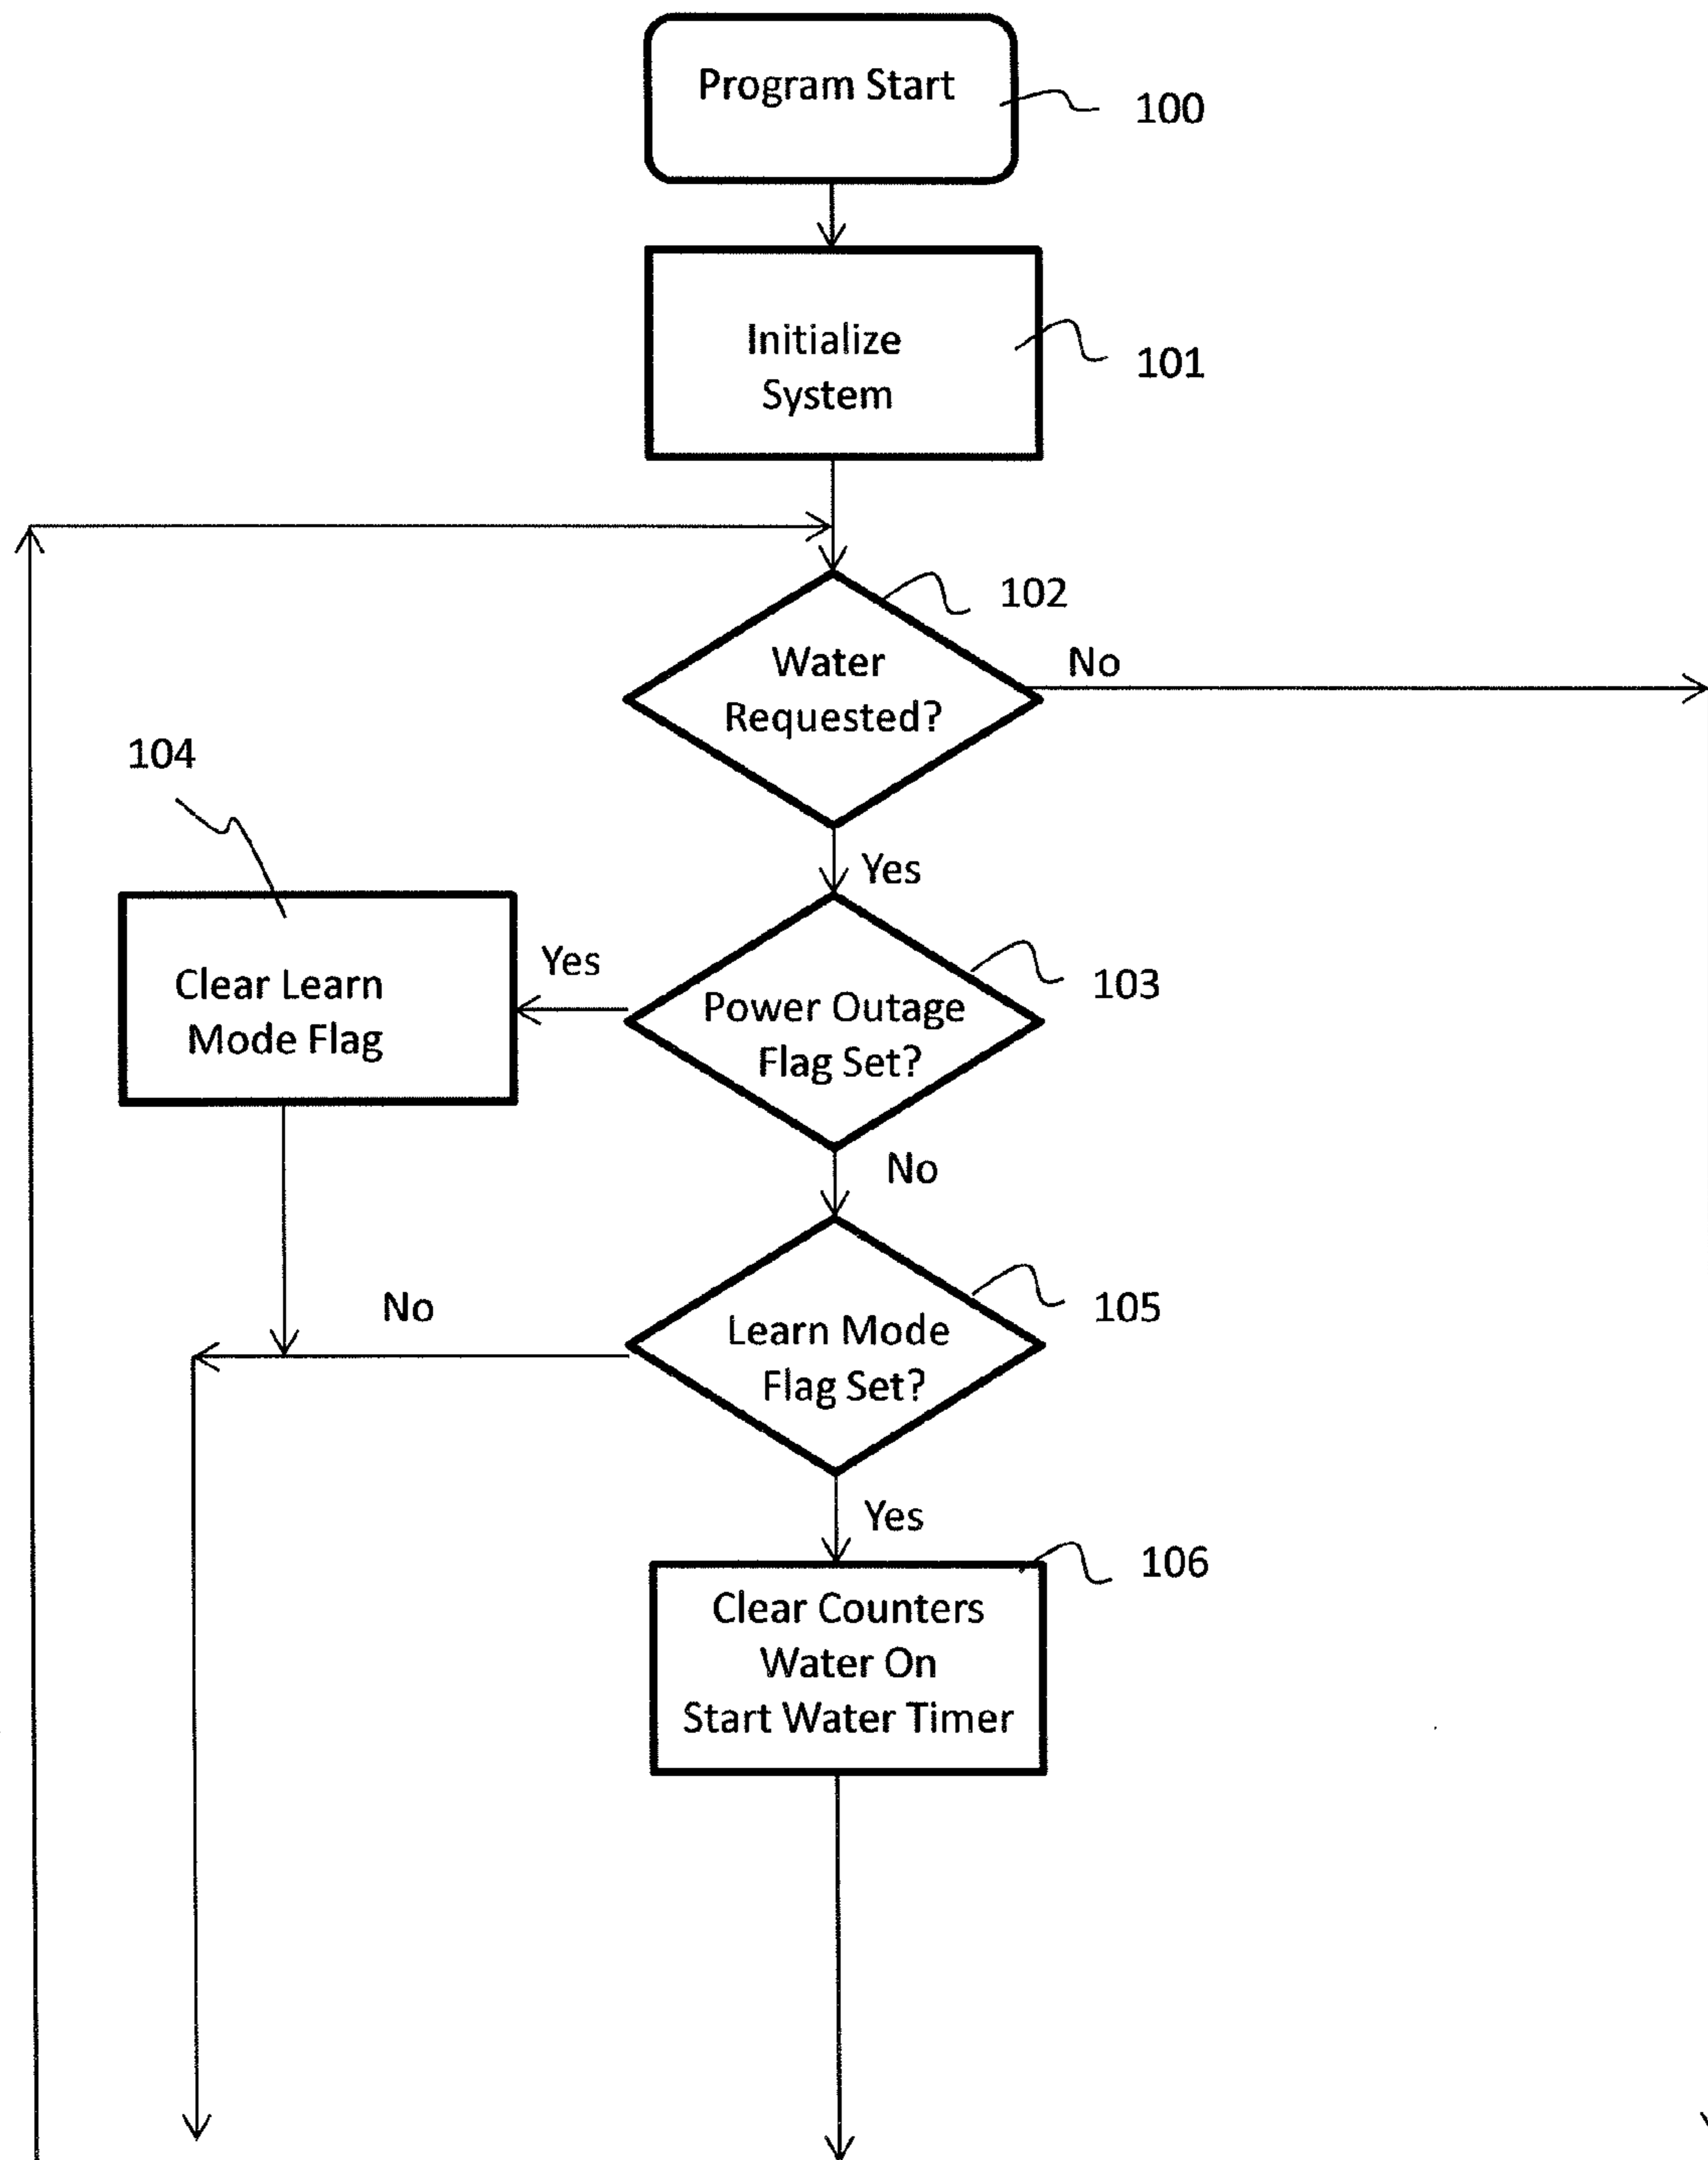 Program Start
100
Initialize
System
101
102
Water
Requested?
No
104
Yes
Clear Learn
Mode Flag
Yes
Power Outage
Flag Set?
103
No
No
Learn Mode
Flag Set?
105
Yes
106
Clear Counters
Water On
Start Water Timer